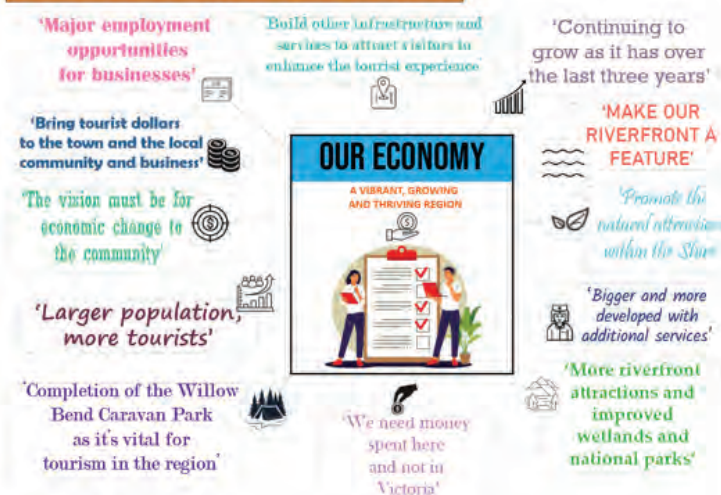 'Major employment
opportunities
for businesses'
'Build other infrastructure and
services to attract visitors to
enhance the tourist experience'
'Continuing to
grow as it has over
the last three years'
'Bring tourist dollars
to the town and the local
community and business'
OUR ECONOMY
A VIBRANT, GROWING
AND THRIVING REGION
'MAKE OUR
RIVERFRONT A
FEATURE'
'The vision must be for
economic change to
the community'
'Promote the
natural attractions
within the Shire
'Larger population,
more tourists'
'Bigger and more
developed with
additional services'
'Completion of the Willow
Bend Caravan Park
as it's vital for
tourism in the region'
'We need money
spent here
and not in
Victoria'
'More riverfront
attractions and
improved
wetlands and
national parks'